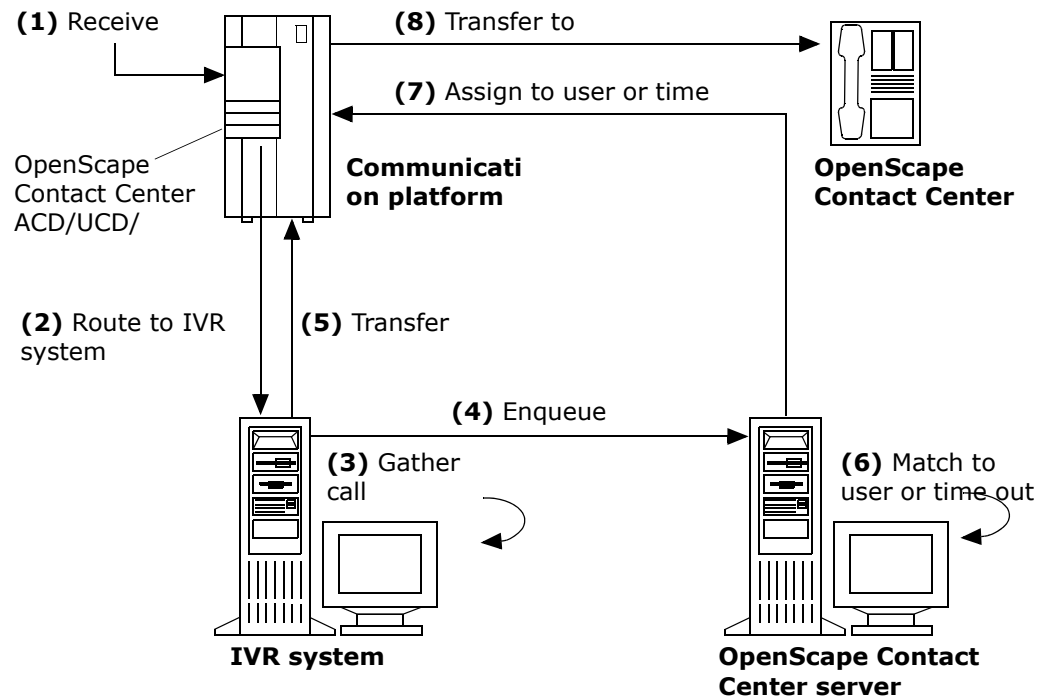 (1) Receive
(8) Transfer to
(7) Assign to user or time
OpenScape
Contact Center
ACD/UCD/
Communicati
on platform
OpenScape
Contact Center
(2) Route to IVR
system
(5) Transfer
(4) Enqueue
(3) Gather
call
(6) Match to
user or time out
IVR system
OpenScape Contact
Center server